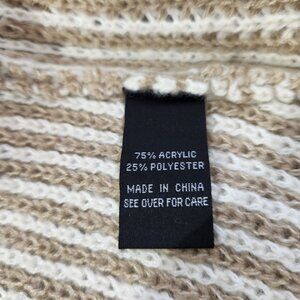 75% ACRYLIC
25% POLYESTER
MADE IN CHINA
SEE OVER FOR CARE